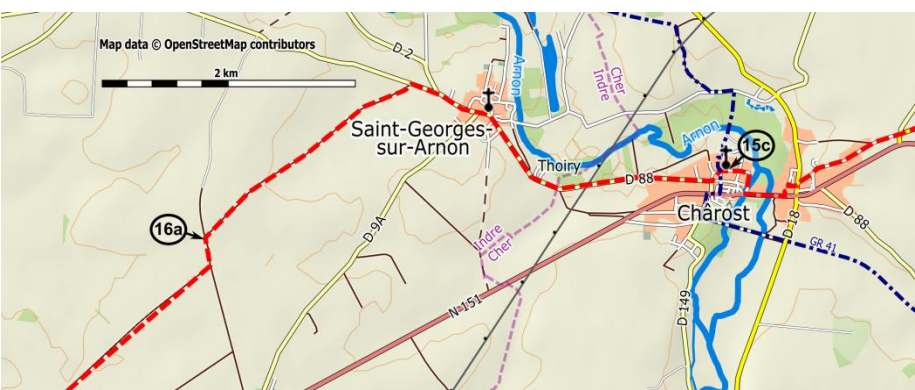 Map data © OpenStreetMap contributors
2 km
D 2
Arnon
Cher
Indre
Saint-Georges-
sur-Arnon
Thoiry
Arnon
15c
D 88
Chârost
D-9A
16a
Indre
Cher
N 151
D-18
D-88
GR 41
D-149